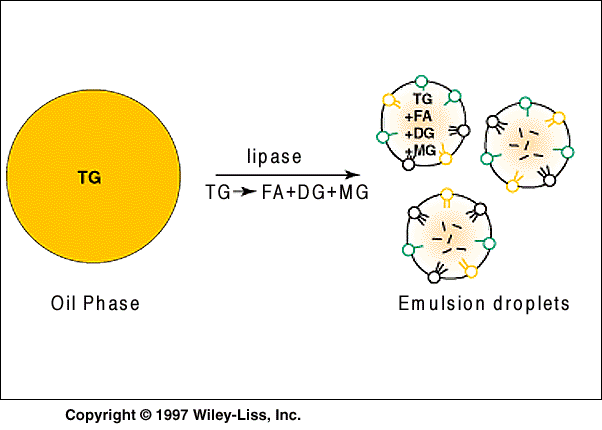 TG
lipase
TG→FA+DG+MG
TG
+FA
+DG
+MG
Oil Phase
Emulsion droplets
Copyright © 1997 Wiley-Liss, Inc.